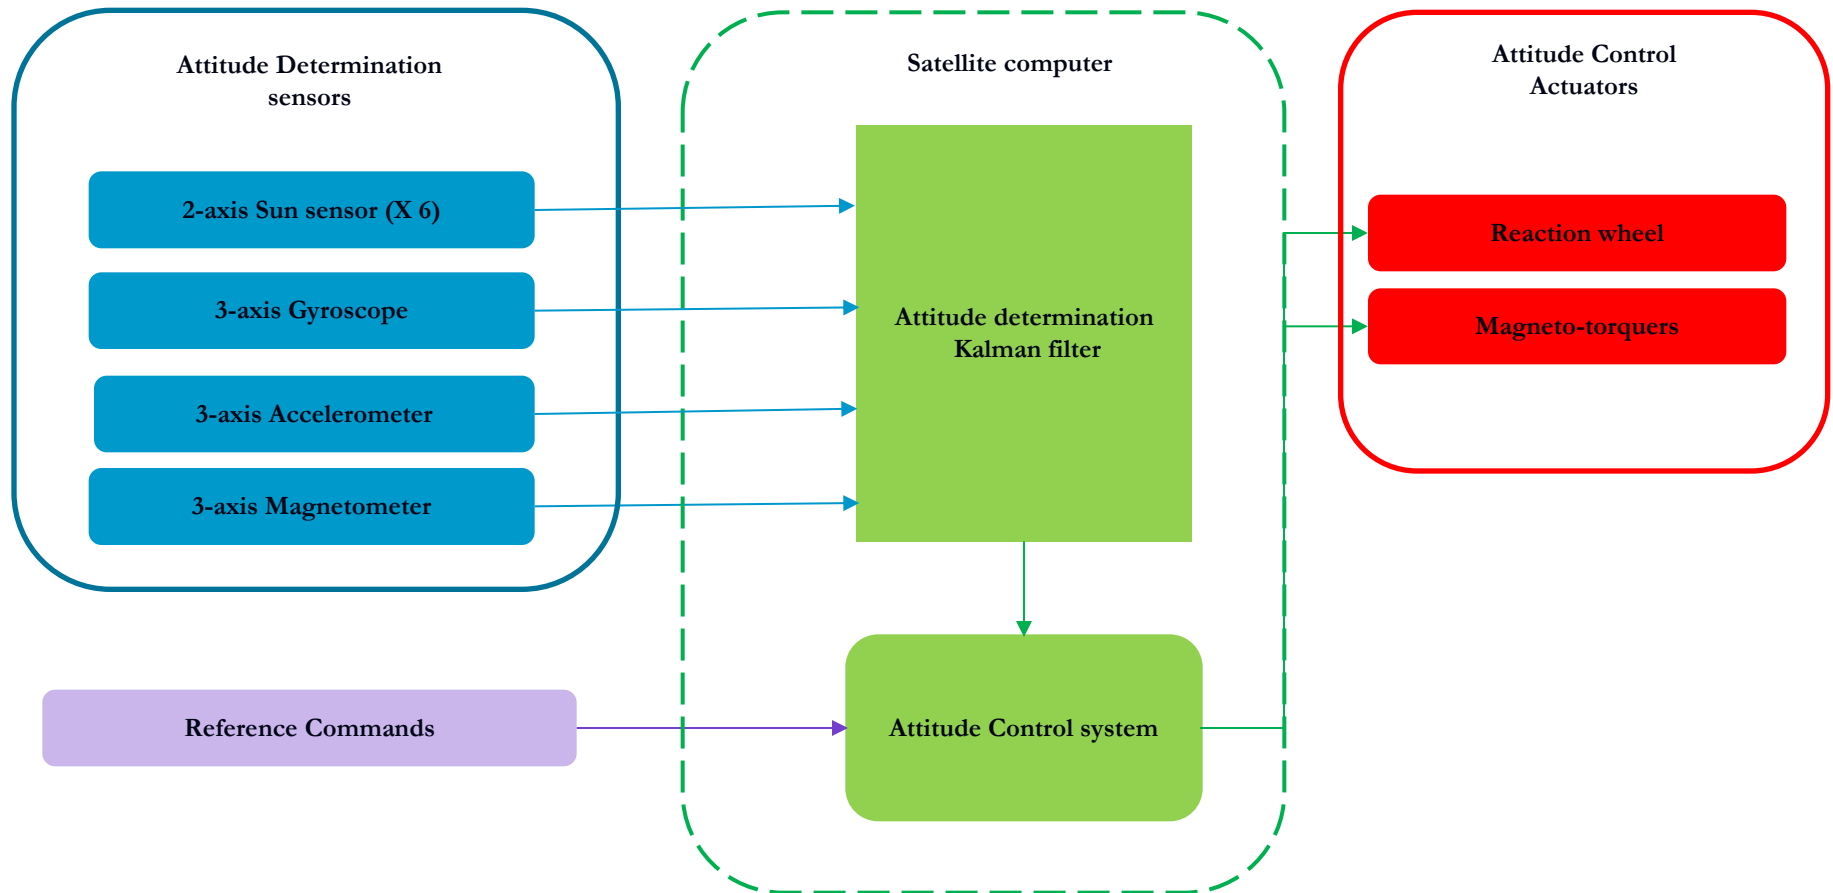 Attitude Determination
sensors
2-axis Sun sensor (X 6)
3-axis Gyroscope
3-axis Accelerometer
3-axis Magnetometer
Reference Commands
Satellite computer
Attitude determination
Kalman filter
Attitude Control system
Attitude Control
Actuators
Reaction wheel
Magneto-torquers